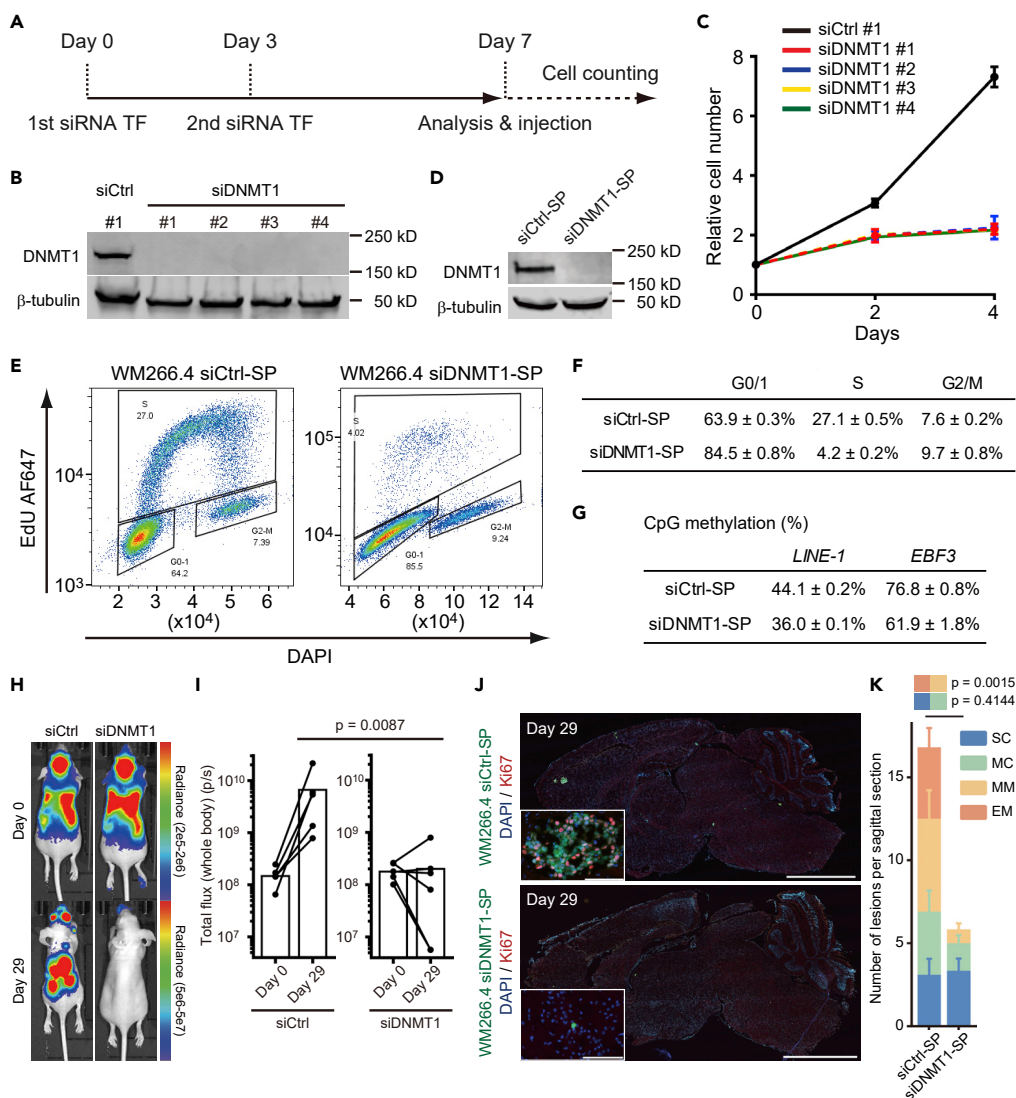 A
Day 0
Day 3
Day 7
Cell counting
1st siRNA TF
2nd siRNA TF
Analysis & injection
B
siCtrl
siDNMT1
#1
#1
#2
#3
#4
250 kD
DNMT1
150 kD
β-tubulin
50 kD
C
siCtrl #1
siDNMT1 #1
siDNMT1 #2
siDNMT1 #3
siDNMT1 #4
Relative cell number
8
6
4
2
0
0
2
4
Days
D
siCtrl-SP
siDNMT1-SP
250 kD
DNMT1
150 kD
β-tubulin
50 kD
E
WM266.4 siCtrl-SP
WM266.4 siDNMT1-SP
EdU AF647
S
27.0
10⁴
10³
G2-M
7.39
G0-1
64.2
2
3
4
5
6
(x10⁴)
S
4.02
10⁵
10⁴
G2-M
9.24
G0-1
85.5
4
6
8
10
12
14
(x10⁴)
DAPI
F
G0/1 S G2/M
siCtrl-SP 63.9 ± 0.3% 27.1 ± 0.5% 7.6 ± 0.2%
siDNMT1-SP 84.5 ± 0.8% 4.2 ± 0.2% 9.7 ± 0.8%
G
CpG methylation (%)
LINE-1 EBF3
siCtrl-SP 44.1 ± 0.2% 76.8 ± 0.8%
siDNMT1-SP 36.0 ± 0.1% 61.9 ± 1.8%
H
siCtrl
siDNMT1
Day 0
Radiance (2e5-2e6)
Day 29
Radiance (5e6-5e7)
I
p = 0.0087
Total flux (whole body) (p/s)
10¹⁰
10⁹
10⁸
10⁷
10¹⁰
10⁹
10⁸
10⁷
Day 0
Day 29
Day 0
Day 29
siCtrl
siDNMT1
J
WM266.4 siCtrl-SP
DAPI / Ki67
Day 29
WM266.4 siDNMT1-SP
DAPI / Ki67
Day 29
K
p = 0.0015
p = 0.4144
SC
MC
MM
EM
Number of lesions per sagittal section
15
10
5
0
siCtrl-SP
siDNMT1-SP